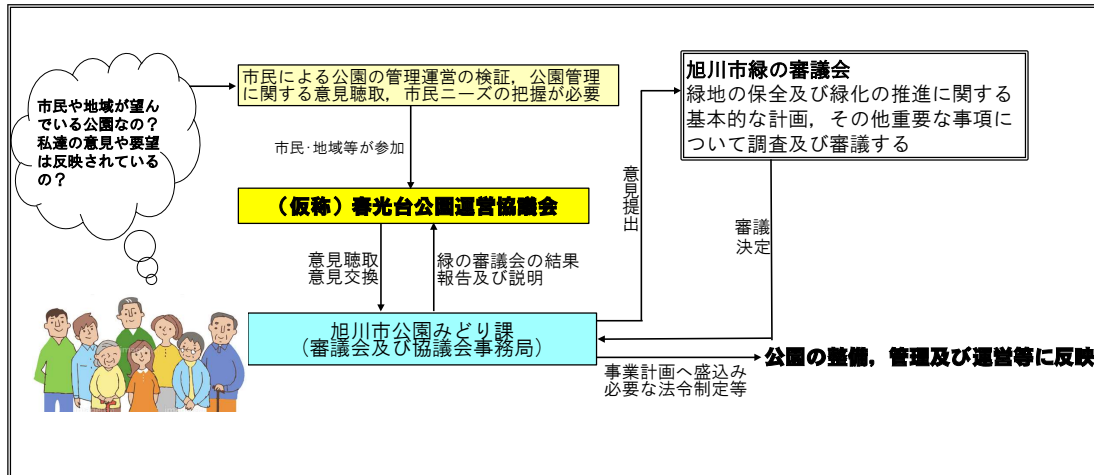 市民や地域が望ん
でいる公園なの？
私達の意見や要望
は反映されている
の？
市民による公園の管理運営の検証，公園管理
に関する意見聴取，市民ニーズの把握が必要
市民･地域等が参加
（仮称）春光台公園運営協議会
意見聴取
意見交換
緑の審議会の結果
報告及び説明
旭川市公園みどり課
（審議会及び協議会事務局）
意見提出
旭川市緑の審議会
緑地の保全及び緑化の推進に関する
基本的な計画，その他重要な事項に
ついて調査及び審議する
審議
決定
事業計画へ盛込み
必要な法令制定等
公園の整備，管理及び運営等に反映